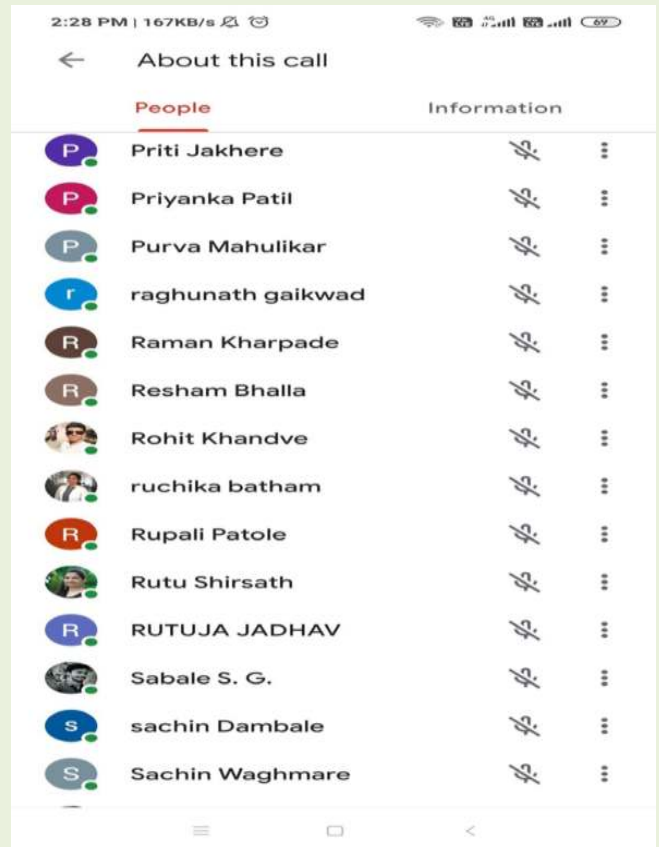 2:28 PM | 167KB/s 69
About this call
People Information
P Priti Jakhere
P Priyanka Patil
P Purva Mahulikar
r raghunath gaikwad
R Raman Kharpade
R Resham Bhalla
Rohit Khandve
ruchika batham
R Rupali Patole
Rutu Shirsath
R RUTUJA JADHAV
Sabale S. G.
s sachin Dambale
S Sachin Waghmare